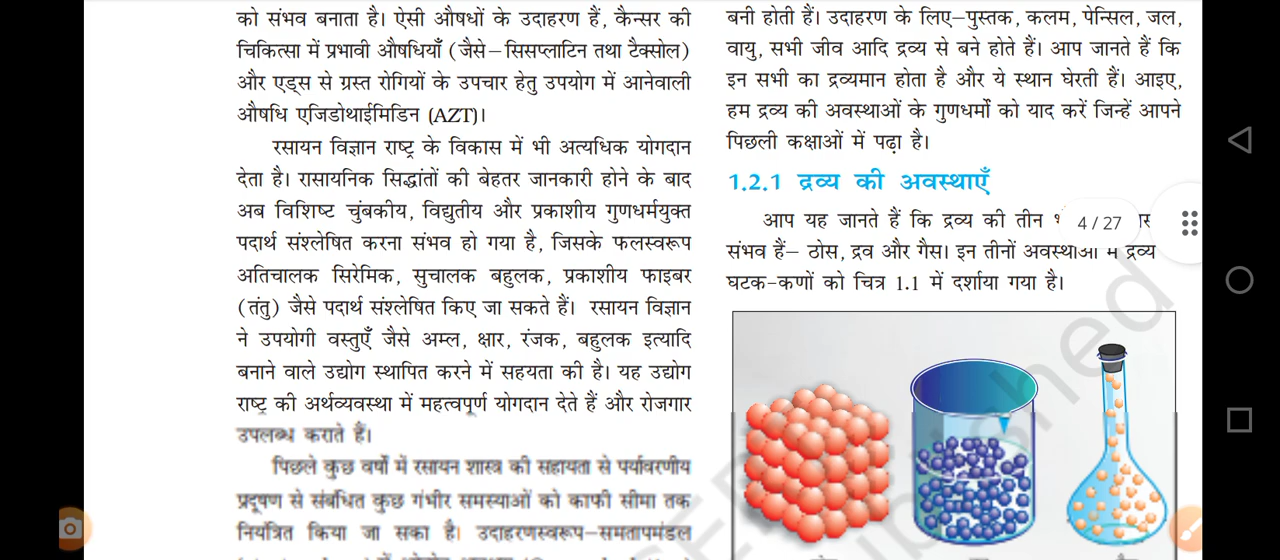 को संभव बनाता है। ऐसी औषधों के उदाहरण हैं, कैन्सर की
चिकित्सा में प्रभावी औषधियाँ (जैसे – सिसप्लाटिन तथा टैक्सोल)
और एड्स से ग्रस्त रोगियों के उपचार हेतु उपयोग में आनेवाली
औषधि एजिडोथाईमिडिन (AZT)।
रसायन विज्ञान राष्ट्र के विकास में भी अत्यधिक योगदान
देता है। रासायनिक सिद्धांतों की बेहतर जानकारी होने के बाद
अब विशिष्ट चुंबकीय, विद्युतीय और प्रकाशीय गुणधर्मयुक्त
पदार्थ संश्लेषित करना संभव हो गया है, जिसके फलस्वरूप
अतिचालक सिरेमिक, सुचालक बहुलक, प्रकाशीय फाइबर
(तंतु) जैसे पदार्थ संश्लेषित किए जा सकते हैं। रसायन विज्ञान
ने उपयोगी वस्तुएँ जैसे अम्ल, क्षार, रंजक, बहुलक इत्यादि
बनाने वाले उद्योग स्थापित करने में सहयता की है। यह उद्योग
राष्ट्र की अर्थव्यवस्था में महत्वपूर्ण योगदान देते हैं और रोजगार
उपलब्ध कराते हैं।
पिछले कुछ वर्षों में रसायन शास्त्र की सहायता से पर्यावरणीय
प्रदूषण से संबंधित कुछ गंभीर समस्याओं को काफी सीमा तक
नियंत्रित किया जा सका है। उदाहरणस्वरूप–समतापमंडल
बनी होती हैं। उदाहरण के लिए–पुस्तक, कलम, पेन्सिल, जल,
वायु, सभी जीव आदि द्रव्य से बने होते हैं। आप जानते हैं कि
इन सभी का द्रव्यमान होता है और ये स्थान घेरती हैं। आइए,
हम द्रव्य की अवस्थाओं के गुणधर्मों को याद करें जिन्हें आपने
पिछली कक्षाओं में पढ़ा है।
1.2.1 द्रव्य की अवस्थाएँ
आप यह जानते हैं कि द्रव्य की तीन
4 / 27
संभव हैं– ठोस, द्रव और गैस। इन तीनों अवस्थाओं में द्रव्य
घटक-कणों को चित्र 1.1 में दर्शाया गया है।